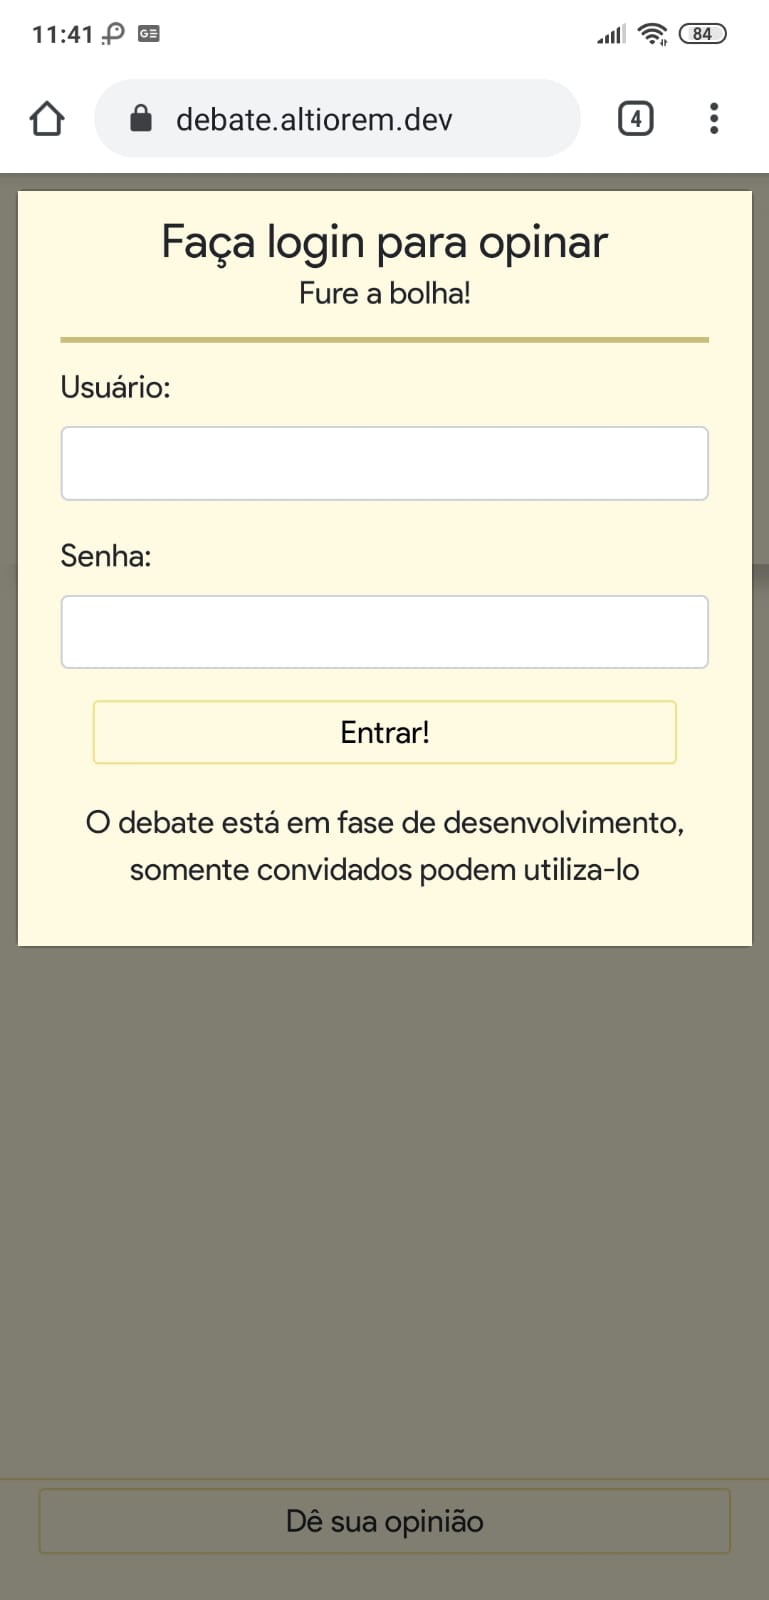 11:41 GE 84
debate.altiorem.dev 4
Faça login para opinar
Fure a bolha!
Usuário:
Senha:
Entrar!
O debate está em fase de desenvolvimento,
somente convidados podem utiliza-lo
Dê sua opinião